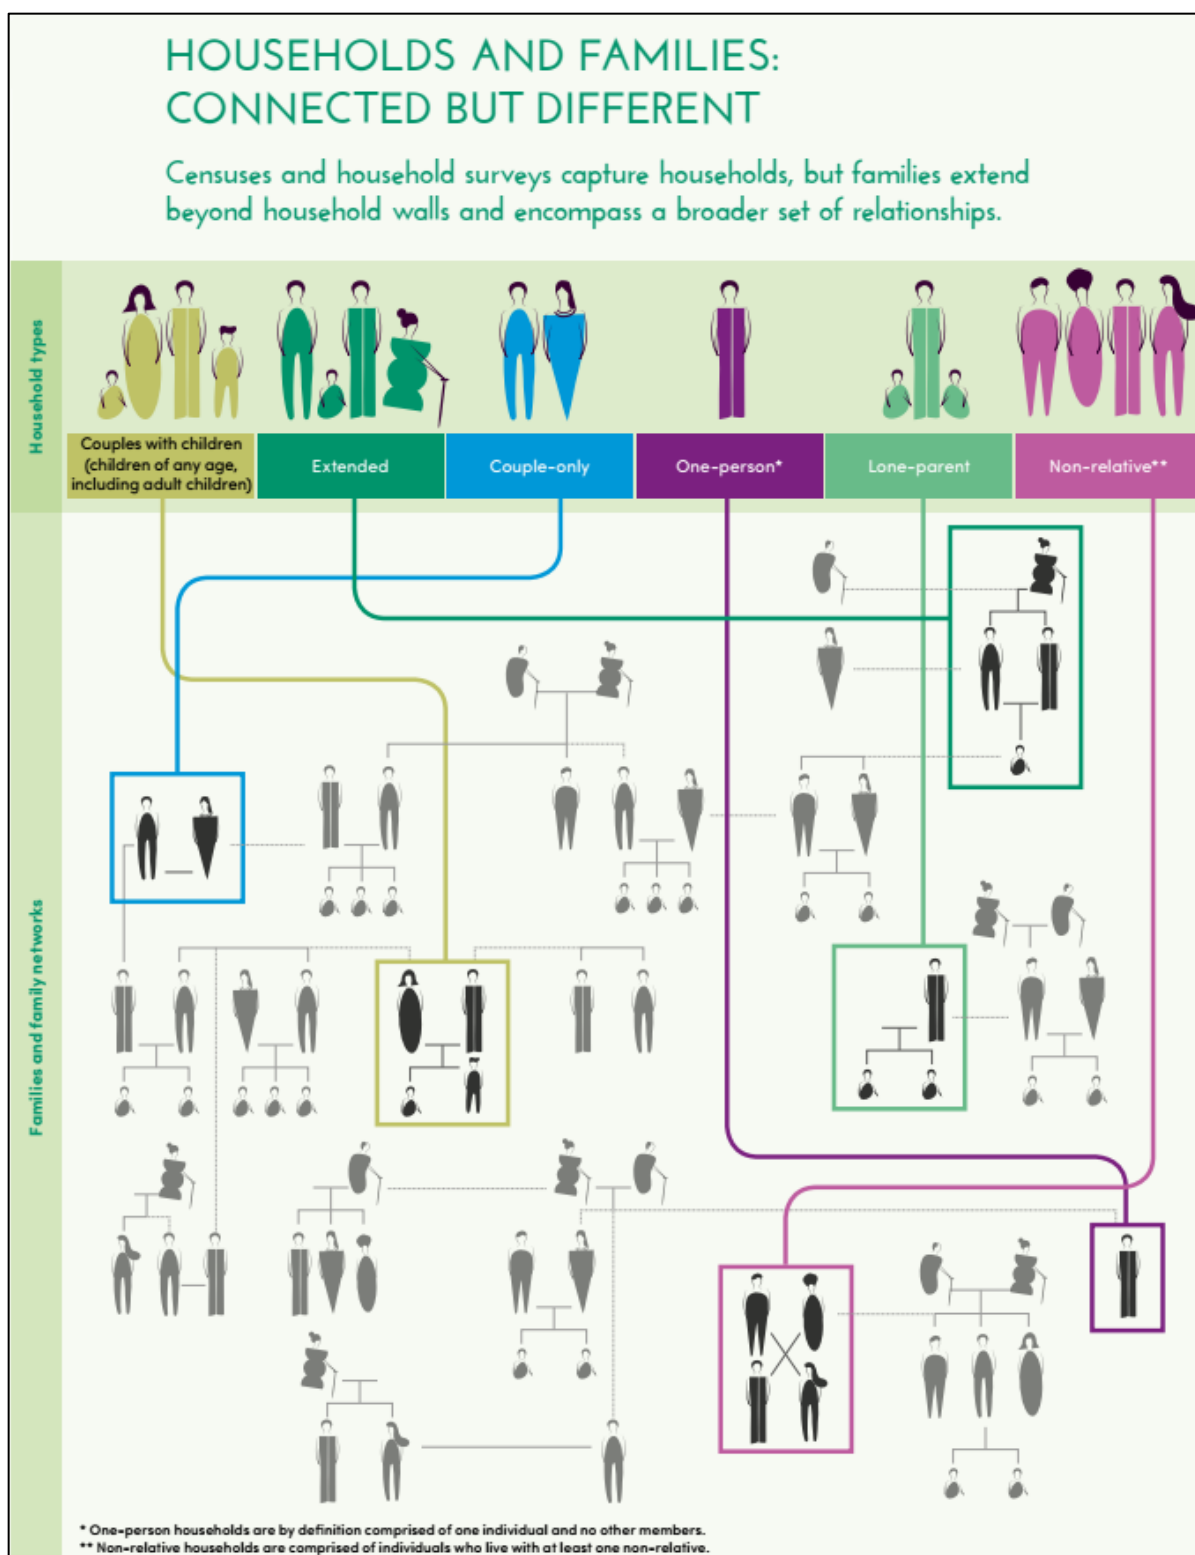 HOUSEHOLDS AND FAMILIES:
CONNECTED BUT DIFFERENT
Censuses and household surveys capture households, but families extend
beyond household walls and encompass a broader set of relationships.
Household types
Couples with children
(children of any age,
including adult children)
Extended
Couple-only
One-person*
Lone-parent
Non-relative**
Families and family networks
* One-person households are by definition comprised of one individual and no other members.
** Non-relative households are comprised of individuals who live with at least one non-relative.